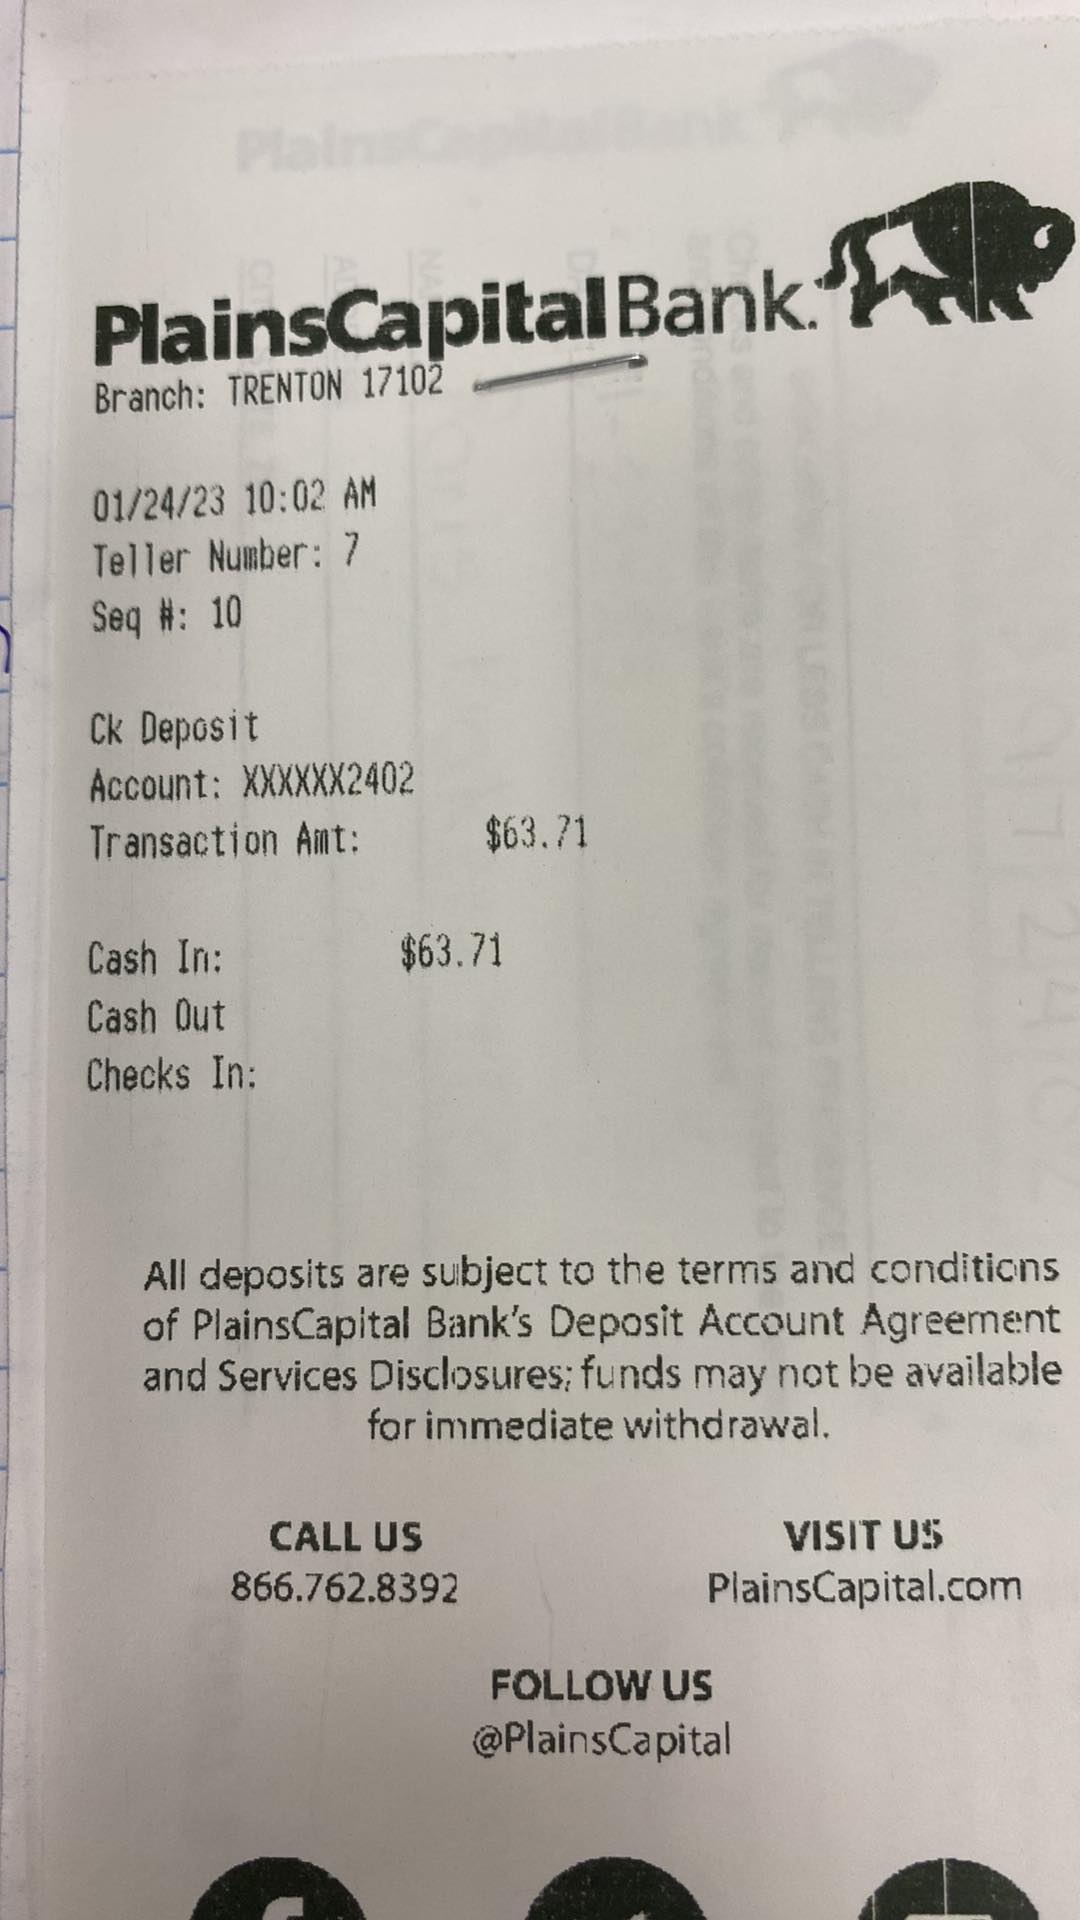 PlainsCapital Bank.
Branch: TRENTON 17102
01/24/23 10:02 AM
Teller Number: 7
Seq #: 10
Ck Deposit
Account: XXXXXX2402
Transaction Amt: $63.71
Cash In: $63.71
Cash Out
Checks In:
All deposits are subject to the terms and conditions
of PlainsCapital Bank's Deposit Account Agreement
and Services Disclosures; funds may not be available
for immediate withdrawal.
CALL US
866.762.8392
VISIT US
PlainsCapital.com
FOLLOW US
@PlainsCapital